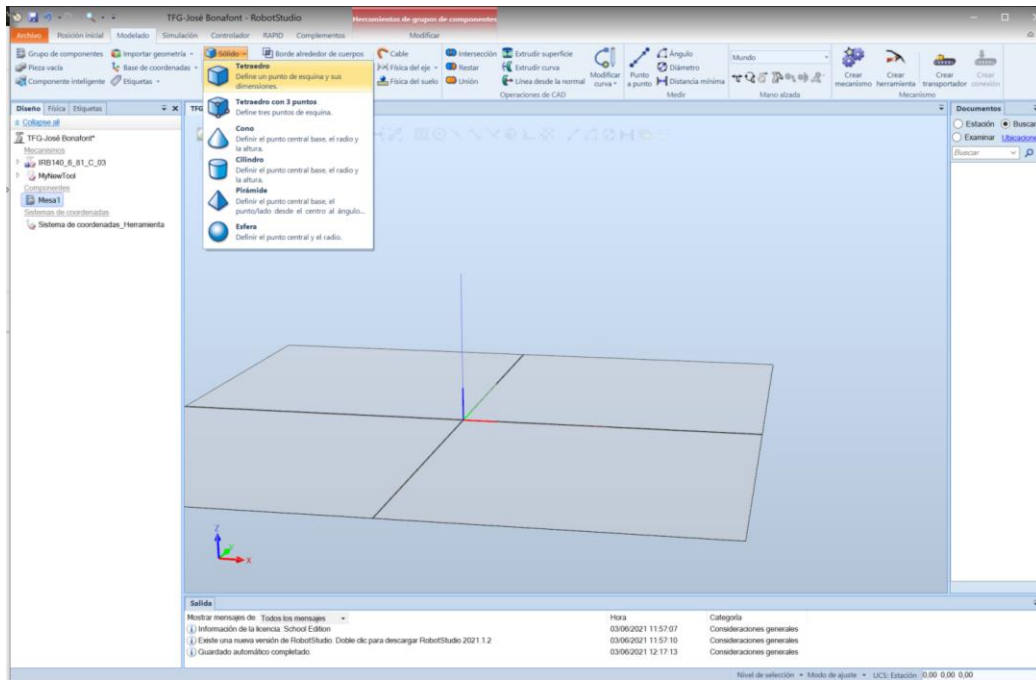 TFG-José Bonafont - RobotStudio
Herramientas de grupos de componentes
Archivo Posición inicial Modelado Simulación Controlador RAPID Complementos Modificar
Grupo de componentes
Importar geometría
Sólido
Borde alrededor de cuerpos
Cable
Intersección
Extrudir superficie
Ángulo
Mundo
Pieza vacía
Base de coordenadas
Física del eje
Restar
Extrudir curva
Diámetro
Componente inteligente
Etiquetas
Física del suelo
Unión
Línea desde la normal
Modificar curva
Punto a punto
Distancia mínima
Crear mecanismo
Crear herramienta
Crear transportador
Crear conexión
Operaciones de CAD
Medir
Mano alzada
Mecanismo
Tetraedro
Define un punto de esquina y sus
dimensiones.
Tetraedro con 3 puntos
Define tres puntos de esquina.
Cono
Definir el punto central base, el radio y
la altura.
Cilindro
Definir el punto central base, el radio y
la altura.
Pirámide
Definir el punto central base, el
punto/lado desde el centro al ángulo...
Esfera
Definir el punto central y el radio.
Diseño Física Etiquetas
Collapse all
TFG-José Bonafont*
Mecanismos
IRB140_6_81_C_03
MyNewTool
Componentes
Mesa1
Sistemas de coordenadas
Sistema de coordenadas_Herramienta
TFG
Documentos
Estación Buscar
Examinar Ubicacione
Buscar
Z
Y
X
Salida
Mostrar mensajes de: Todos los mensajes Hora Categoría
Información de la licencia: School Edition 03/06/2021 11:57:07 Consideraciones generales
Existe una nueva versión de RobotStudio. Doble clic para descargar RobotStudio 2021.1.2 03/06/2021 11:57:10 Consideraciones generales
Guardado automático completado. 03/06/2021 12:17:13 Consideraciones generales
Nivel de selección Modo de ajuste UCS: Estación 0,00 0,00 0,00